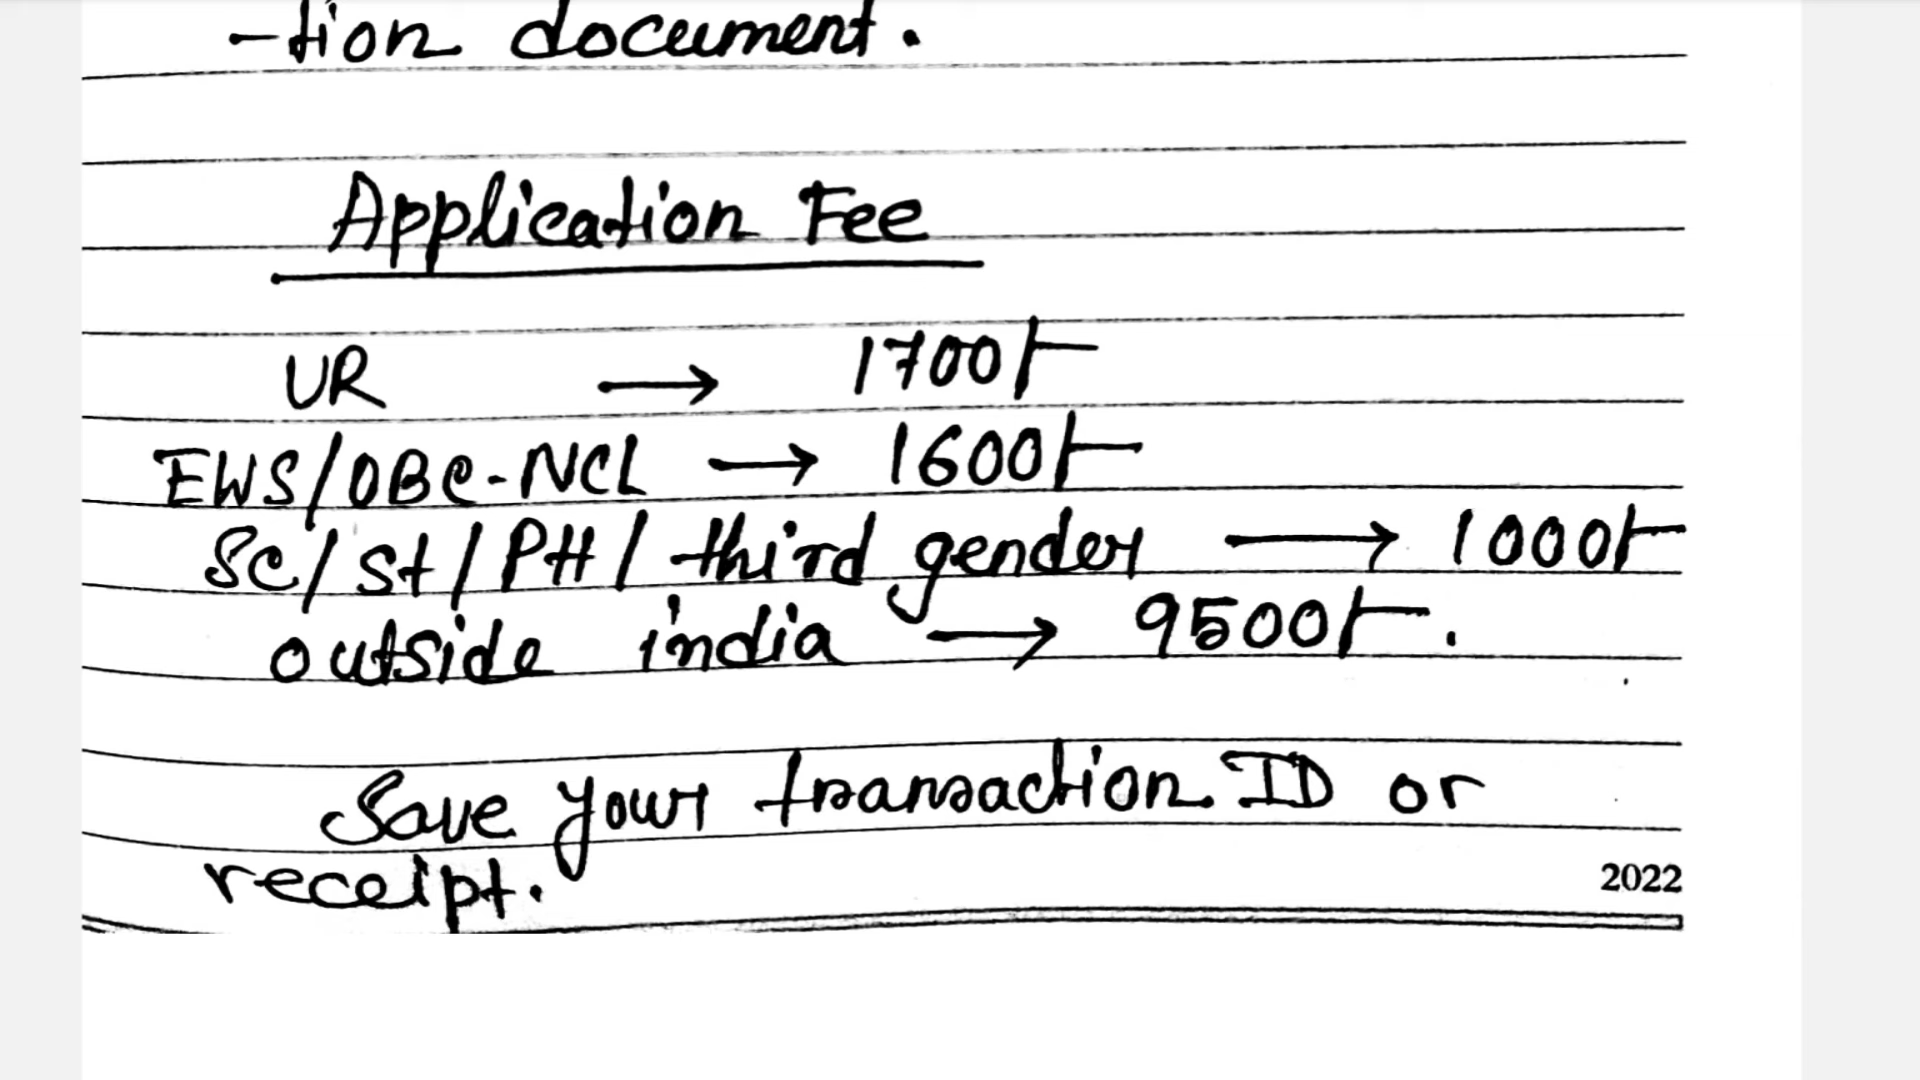 -tion document.
Application Fee
UR → 1700/-
EWS/OBC-NCL → 1600/-
Sc/St/PH/ third gender → 1000/-
outside india → 9500/-.
Save your transaction ID or
receipt.
2022